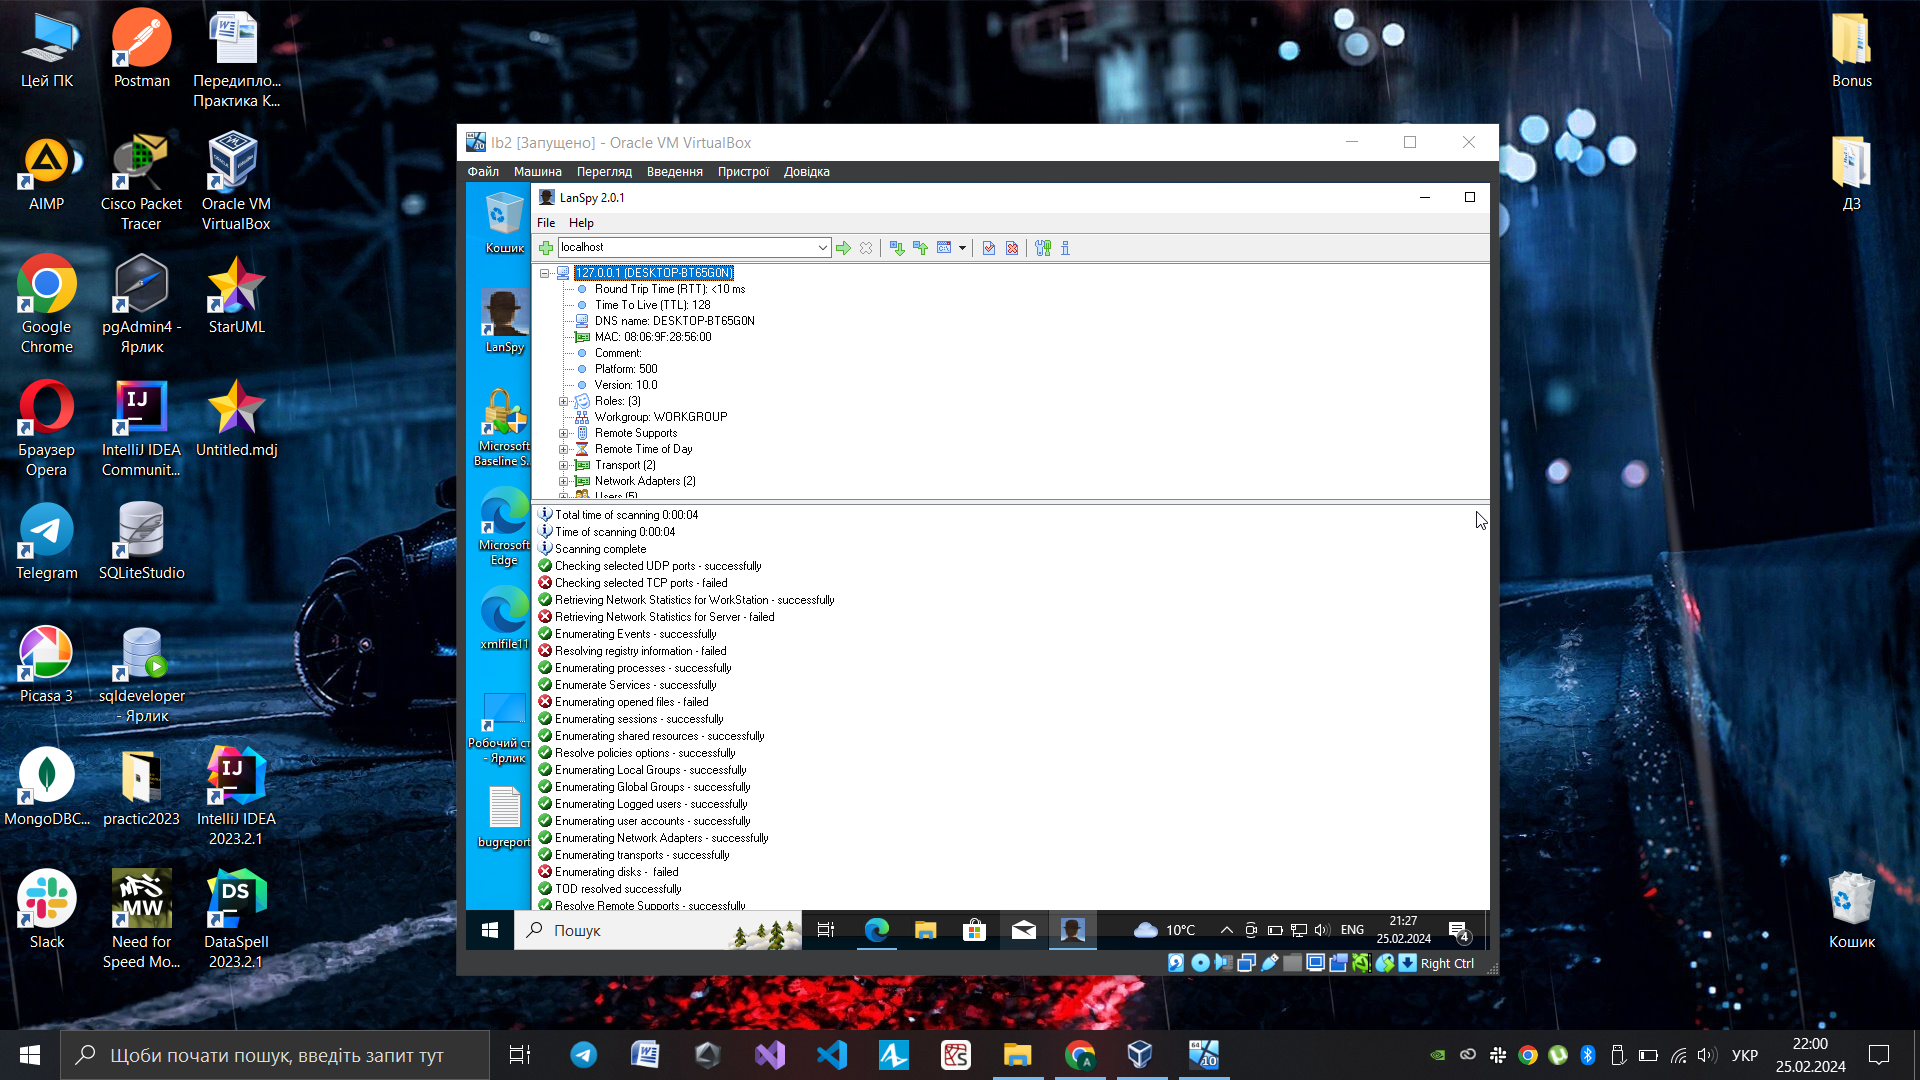 Цей ПК
Postman
Передипло...
Практика К...
AIMP
Cisco Packet
Tracer
Oracle VM
VirtualBox
Google
Chrome
pgAdmin4 -
Ярлик
StarUML
Браузер
Opera
IntelliJ IDEA
Communit...
Untitled.mdj
Telegram
SQLiteStudio
Picasa 3
sqldeveloper
- Ярлик
MongoDBC...
practic2023
IntelliJ IDEA
2023.2.1
Slack
Need for
Speed Mo...
DataSpell
2023.2.1
Bonus
ДЗ
Кошик
Ib2 [Запущено] - Oracle VM VirtualBox
Файл Машина Перегляд Введення Пристрої Довідка
Кошик
LanSpy
Microsoft
Baseline S...
Microsoft
Edge
xmlfile11
Робочий ст
- Ярлик
bugreport
LanSpy 2.0.1
File Help
localhost
127.0.0.1 (DESKTOP-BT65G0N)
Round Trip Time (RTT): <10 ms
Time To Live (TTL): 128
DNS name: DESKTOP-BT65G0N
MAC: 08:06:9F:28:56:00
Comment:
Platform: 500
Version: 10.0
Roles: (3)
Workgroup: WORKGROUP
Remote Supports
Remote Time of Day
Transport (2)
Network Adapters (2)
Users (5)
Total time of scanning 0:00:04
Time of scanning 0:00:04
Scanning complete
Checking selected UDP ports - successfully
Checking selected TCP ports - failed
Retrieving Network Statistics for WorkStation - successfully
Retrieving Network Statistics for Server - failed
Enumerating Events - successfully
Resolving registry information - failed
Enumerating processes - successfully
Enumerate Services - successfully
Enumerating opened files - failed
Enumerating sessions - successfully
Enumerating shared resources - successfully
Resolve policies options - successfully
Enumerating Local Groups - successfully
Enumerating Global Groups - successfully
Enumerating Logged users - successfully
Enumerating user accounts - successfully
Enumerating Network Adapters - successfully
Enumerating transports - successfully
Enumerating disks - failed
TOD resolved successfully
Resolve Remote Supports - successfully
Пошук
10°C
ENG
21:27
25.02.2024
4
Right Ctrl
Щоби почати пошук, введіть запит тут
УКР
22:00
25.02.2024